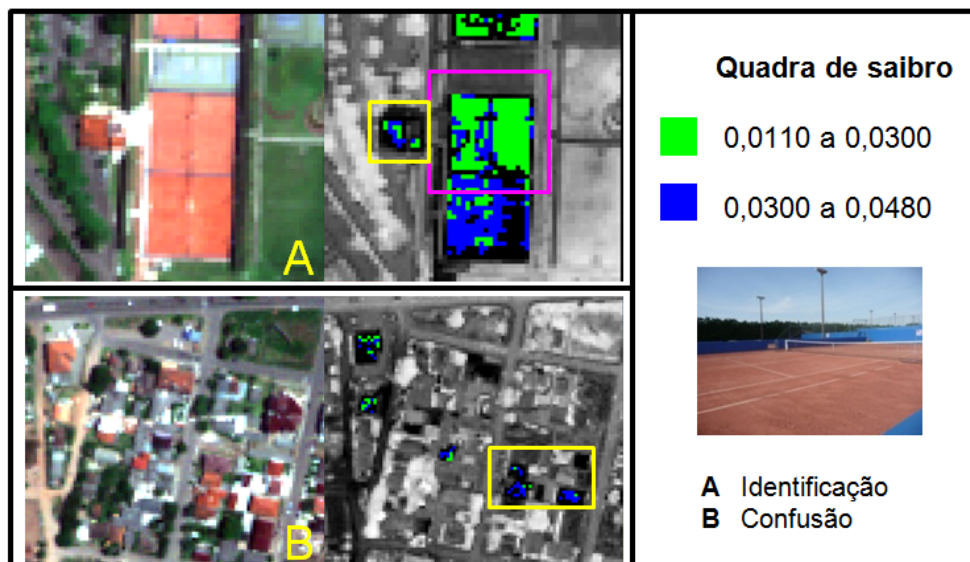 A
B
Quadra de saibro
0,0110 a 0,0300
0,0300 a 0,0480
A Identificação
B Confusão